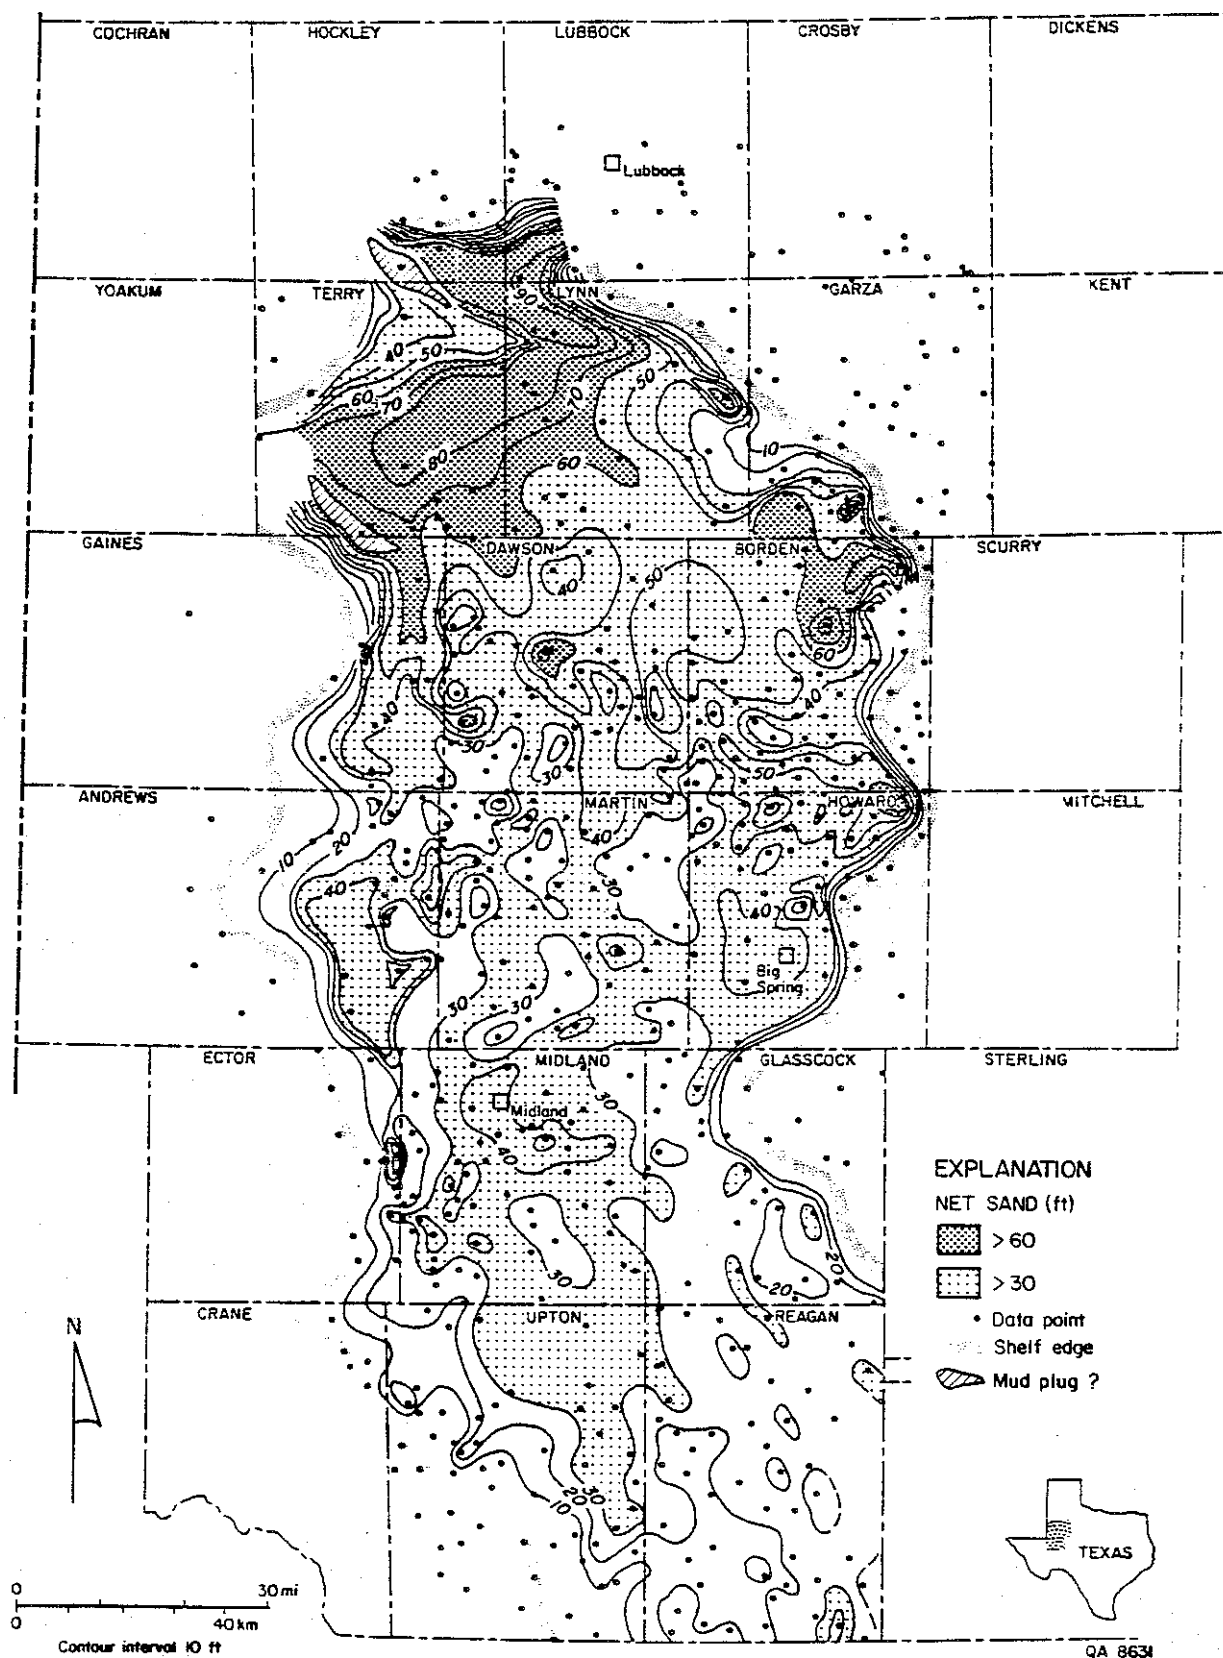 COCHRAN
HOCKLEY
LUBBOCK
CROSBY
DICKENS
Lubbock
YOAKUM
TERRY
LYNN
GARZA
KENT
90
40
50
60
70
80
70
60
50
10
GAINES
DAWSON
BORDEN
SCURRY
40
50
60
40
40
30
30
50
ANDREWS
MARTIN
HOWARD
MITCHELL
10
20
40
40
30
40
Big
Spring
30
30
ECTOR
MIDLAND
GLASSCOCK
STERLING
30
Midland
40
30
20
20
CRANE
UPTON
REAGAN
10
20
30
EXPLANATION
NET SAND (ft)
> 60
> 30
Data point
Shelf edge
Mud plug ?
N
TEXAS
0
30 mi
0
40 km
Contour interval 10 ft
QA 8631